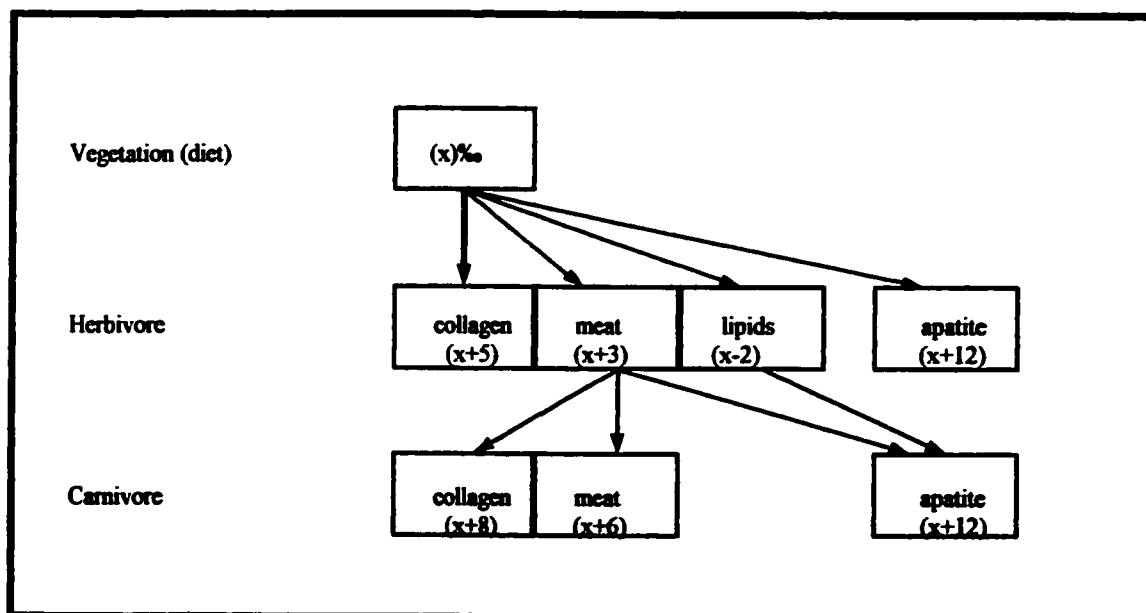 Vegetation (diet)
(x)‰
Herbivore
collagen
(x+5)
meat
(x+3)
lipids
(x-2)
apatite
(x+12)
Carnivore
collagen
(x+8)
meat
(x+6)
apatite
(x+12)